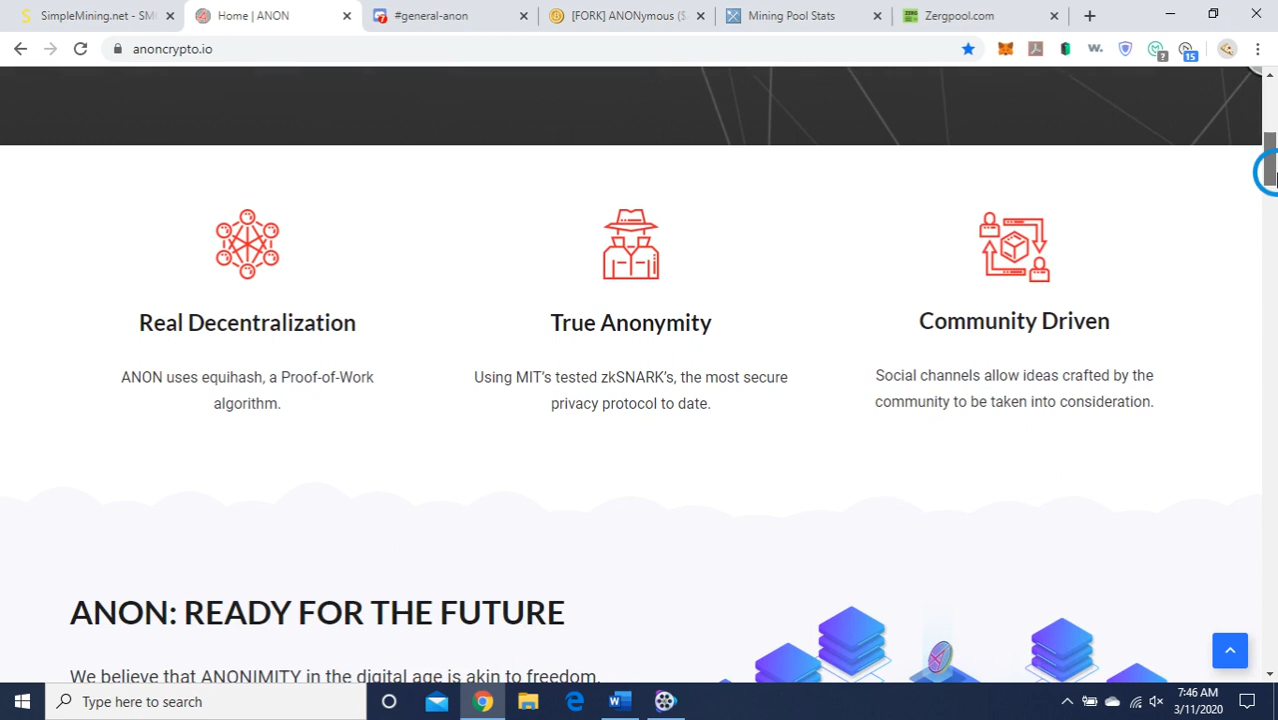 SimpleMining.net - SM
Home | ANON
#general-anon
[FORK] ANONymous ($
Mining Pool Stats
ZERG
Zergpool.com
anoncrypto.io
w.
?
15
Real Decentralization
ANON uses equihash, a Proof-of-Work
algorithm.
True Anonymity
Using MIT's tested zkSNARK's, the most secure
privacy protocol to date.
Community Driven
Social channels allow ideas crafted by the
community to be taken into consideration.
ANON: READY FOR THE FUTURE
We believe that ANONIMITY in the digital age is akin to freedom.
Type here to search
7:46 AM
3/11/2020